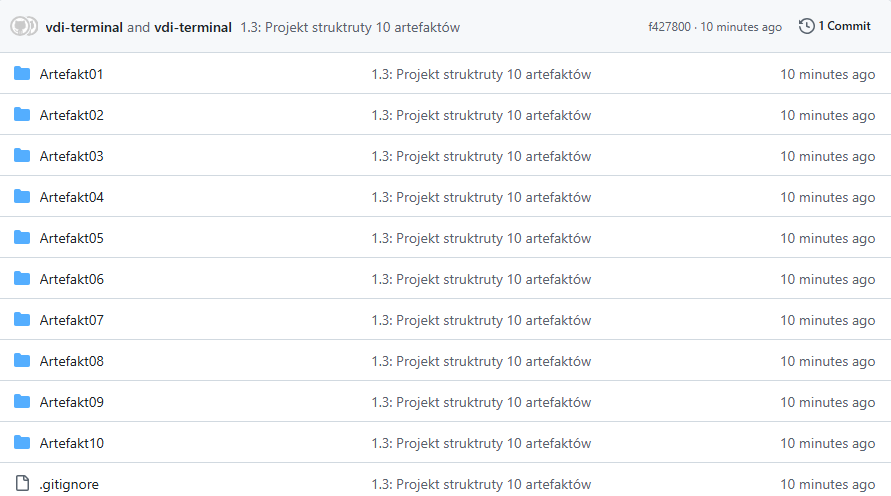 vdi-terminal and vdi-terminal 1.3: Projekt struktruty 10 artefaktów f427800 · 10 minutes ago 1 Commit
Artefakt01 1.3: Projekt struktruty 10 artefaktów 10 minutes ago
Artefakt02 1.3: Projekt struktruty 10 artefaktów 10 minutes ago
Artefakt03 1.3: Projekt struktruty 10 artefaktów 10 minutes ago
Artefakt04 1.3: Projekt struktruty 10 artefaktów 10 minutes ago
Artefakt05 1.3: Projekt struktruty 10 artefaktów 10 minutes ago
Artefakt06 1.3: Projekt struktruty 10 artefaktów 10 minutes ago
Artefakt07 1.3: Projekt struktruty 10 artefaktów 10 minutes ago
Artefakt08 1.3: Projekt struktruty 10 artefaktów 10 minutes ago
Artefakt09 1.3: Projekt struktruty 10 artefaktów 10 minutes ago
Artefakt10 1.3: Projekt struktruty 10 artefaktów 10 minutes ago
.gitignore 1.3: Projekt struktruty 10 artefaktów 10 minutes ago